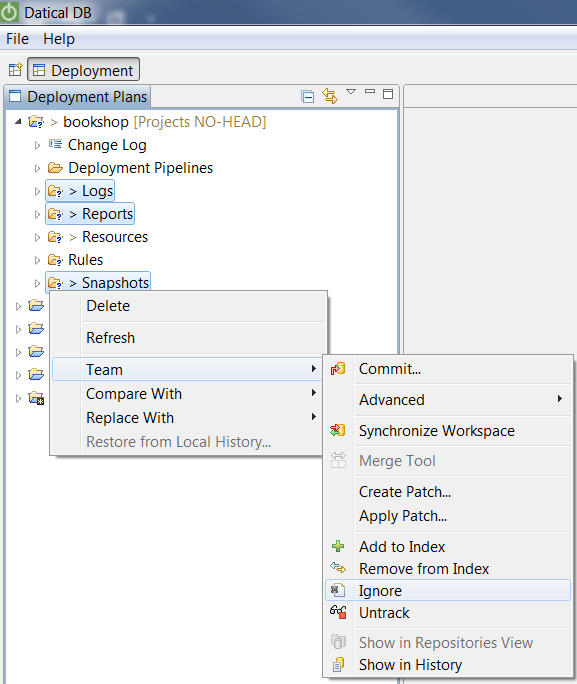 Datical DB
File Help
Deployment
Deployment Plans
> bookshop [Projects NO-HEAD]
Change Log
Deployment Pipelines
> Logs
> Reports
> Resources
Rules
> Snapshots
Delete
Refresh
Team
Compare With
Replace With
Restore from Local History...
Commit...
Advanced
Synchronize Workspace
Merge Tool
Create Patch...
Apply Patch...
Add to Index
Remove from Index
Ignore
Untrack
Show in Repositories View
Show in History